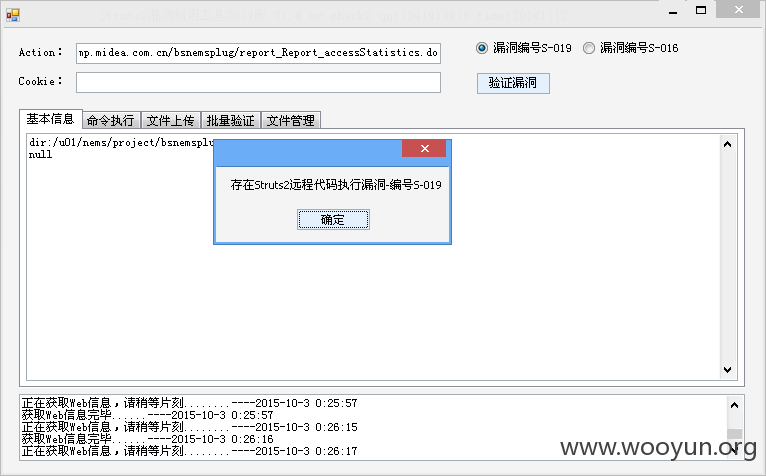 Action：
mp.midea.com.cn/bsnemsplug/report_Report_accessStatistics.do
漏洞编号S-019
漏洞编号S-016
Cookie：
验证漏洞
基本信息
命令执行
文件上传
批量验证
文件管理
dir:/u01/nems/project/bsnemsplu
null
存在Struts2远程代码执行漏洞-编号S-019
确定
正在获取Web信息，请稍等片刻........----2015-10-3 0:25:57
获取Web信息完毕......----2015-10-3 0:25:57
正在获取Web信息，请稍等片刻........----2015-10-3 0:26:15
获取Web信息完毕......----2015-10-3 0:26:16
正在获取Web信息，请稍等片刻........----2015-10-3 0:26:17
www.wooyun.org